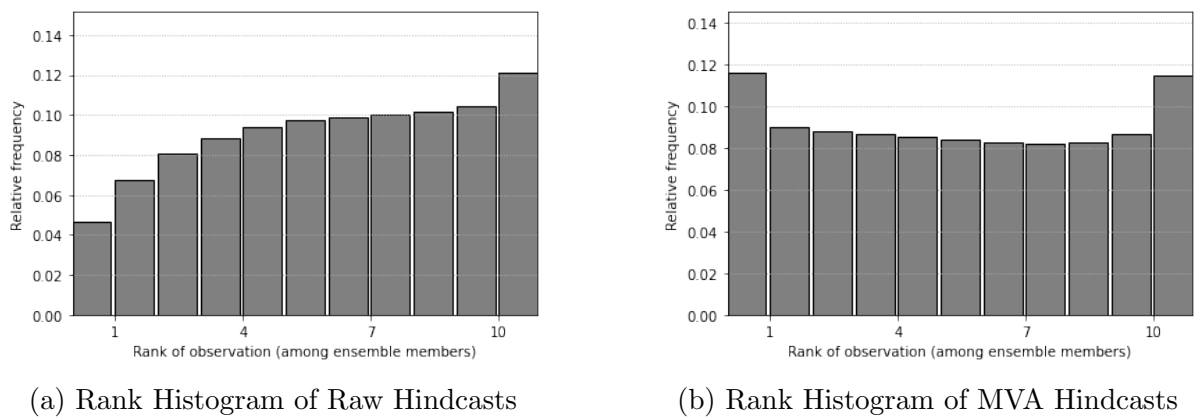 0.14
0.12
0.10
0.08
0.06
0.04
0.02
0.00
Relative frequency
1 4 7 10
Rank of observation (among ensemble members)
(a) Rank Histogram of Raw Hindcasts
0.14
0.12
0.10
0.08
0.06
0.04
0.02
0.00
Relative frequency
1 4 7 10
Rank of observation (among ensemble members)
(b) Rank Histogram of MVA Hindcasts